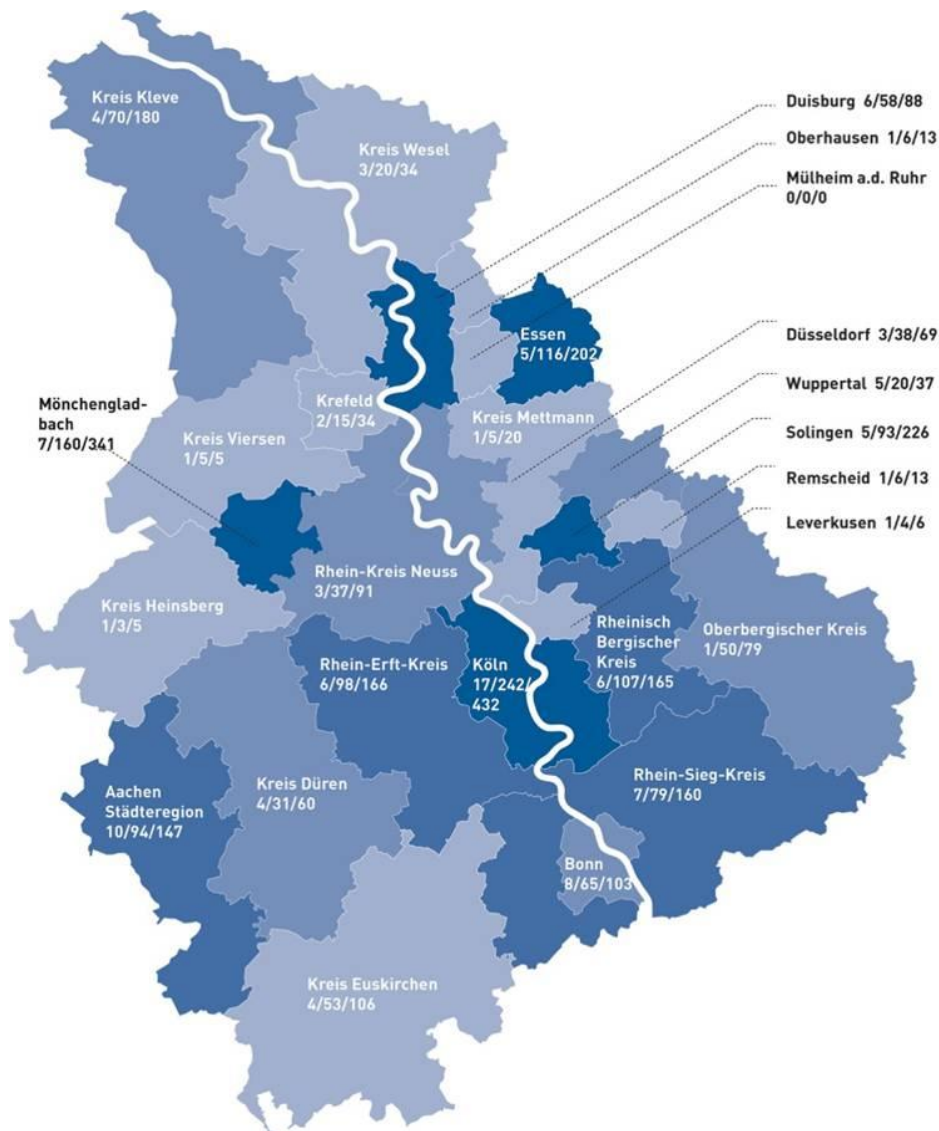 Kreis Kleve
4/70/180
Kreis Wesel
3/20/34
Duisburg 6/58/88
Oberhausen 1/6/13
Mülheim a.d. Ruhr
0/0/0
Essen
5/116/202
Düsseldorf 3/38/69
Wuppertal 5/20/37
Solingen 5/93/226
Remscheid 1/6/13
Leverkusen 1/4/6
Krefeld
2/15/34
Kreis Mettmann
1/5/20
Mönchenglad-
bach
7/160/341
Kreis Viersen
1/5/5
Rhein-Kreis Neuss
3/37/91
Kreis Heinsberg
1/3/5
Rhein-Erft-Kreis
6/98/166
Köln
17/242/
432
Rheinisch
Bergischer
Kreis
6/107/165
Oberbergischer Kreis
1/50/79
Aachen
Städteregion
10/94/147
Kreis Düren
4/31/60
Rhein-Sieg-Kreis
7/79/160
Bonn
8/65/103
Kreis Euskirchen
4/53/106